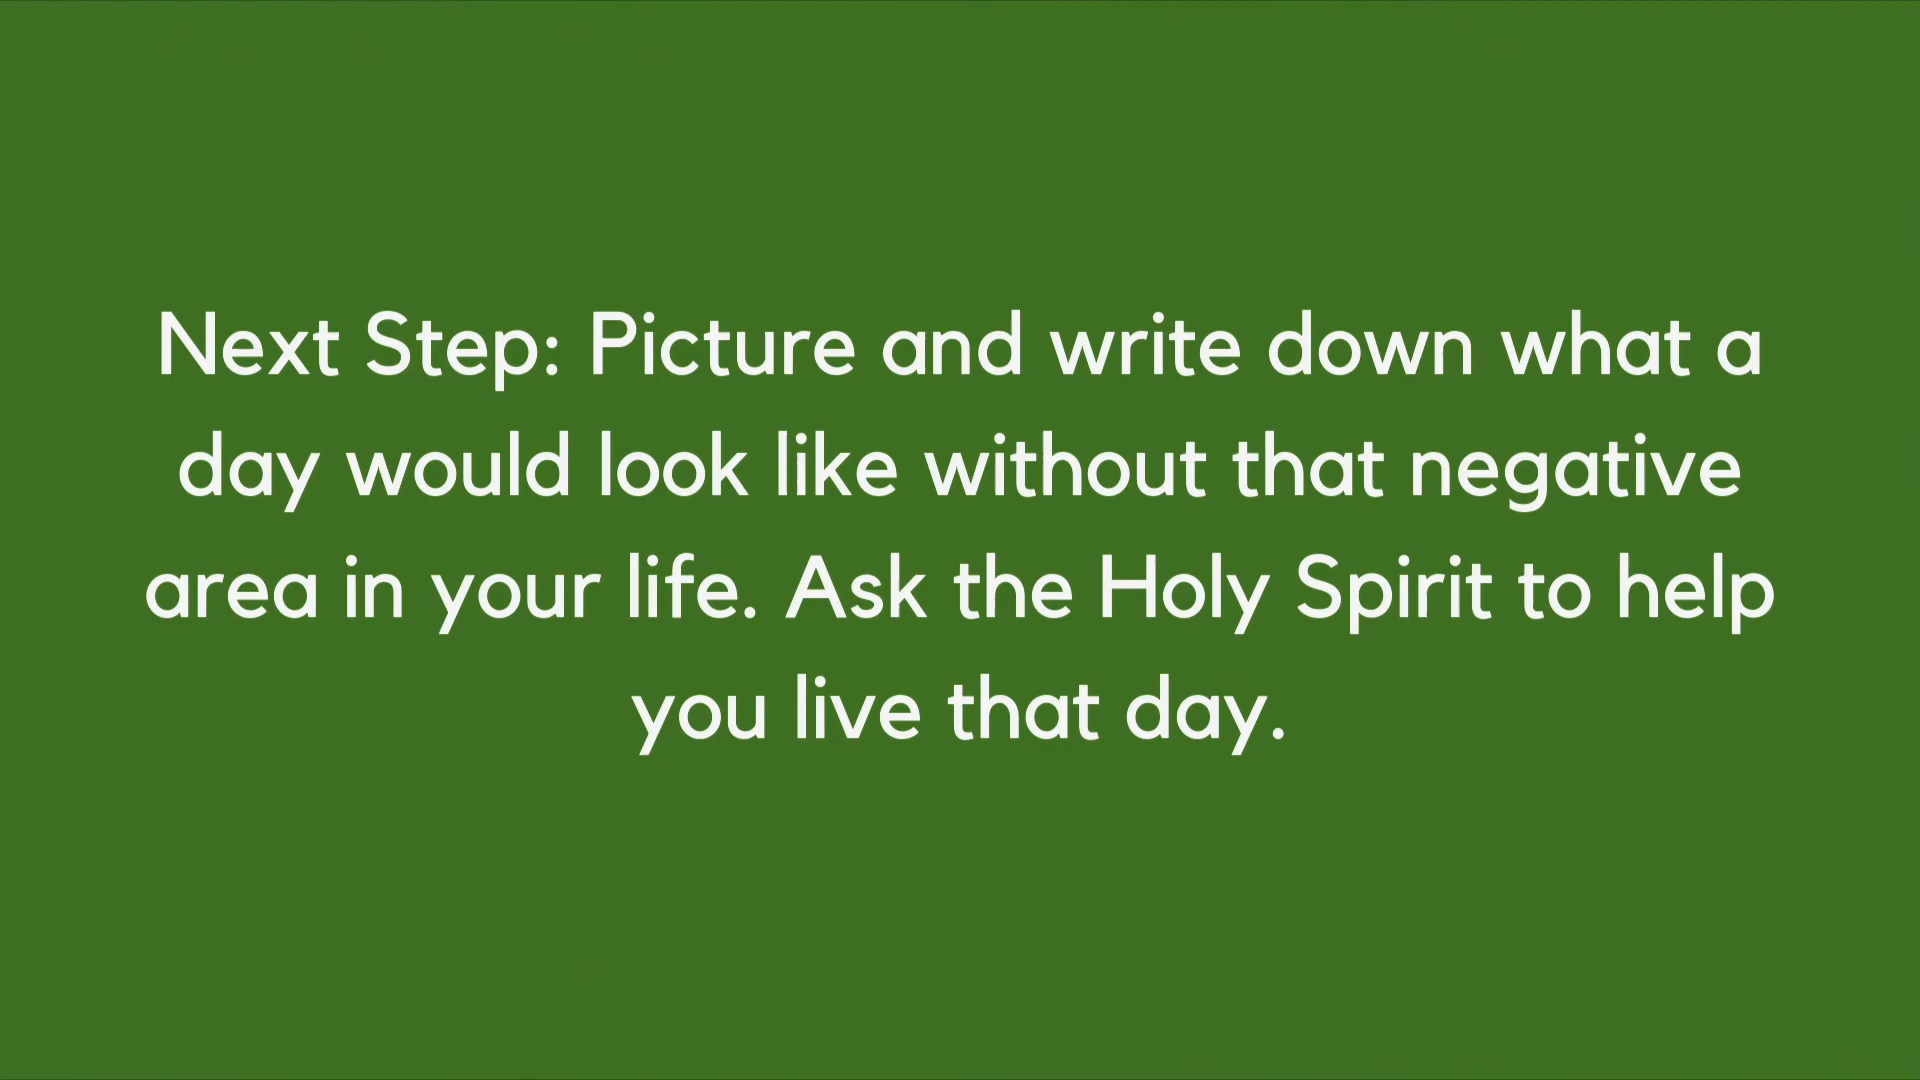 Next Step: Picture and write down what a
day would look like without that negative
area in your life. Ask the Holy Spirit to help
you live that day.